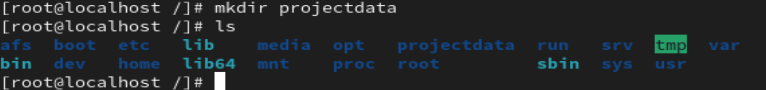 [root@localhost /]# mkdir projectdata
[root@localhost /]# ls
afs  boot  etc   lib    media  opt   projectdata  run   srv  tmp  var
bin  dev   home  lib64  mnt    proc  root         sbin  sys  usr
[root@localhost /]#